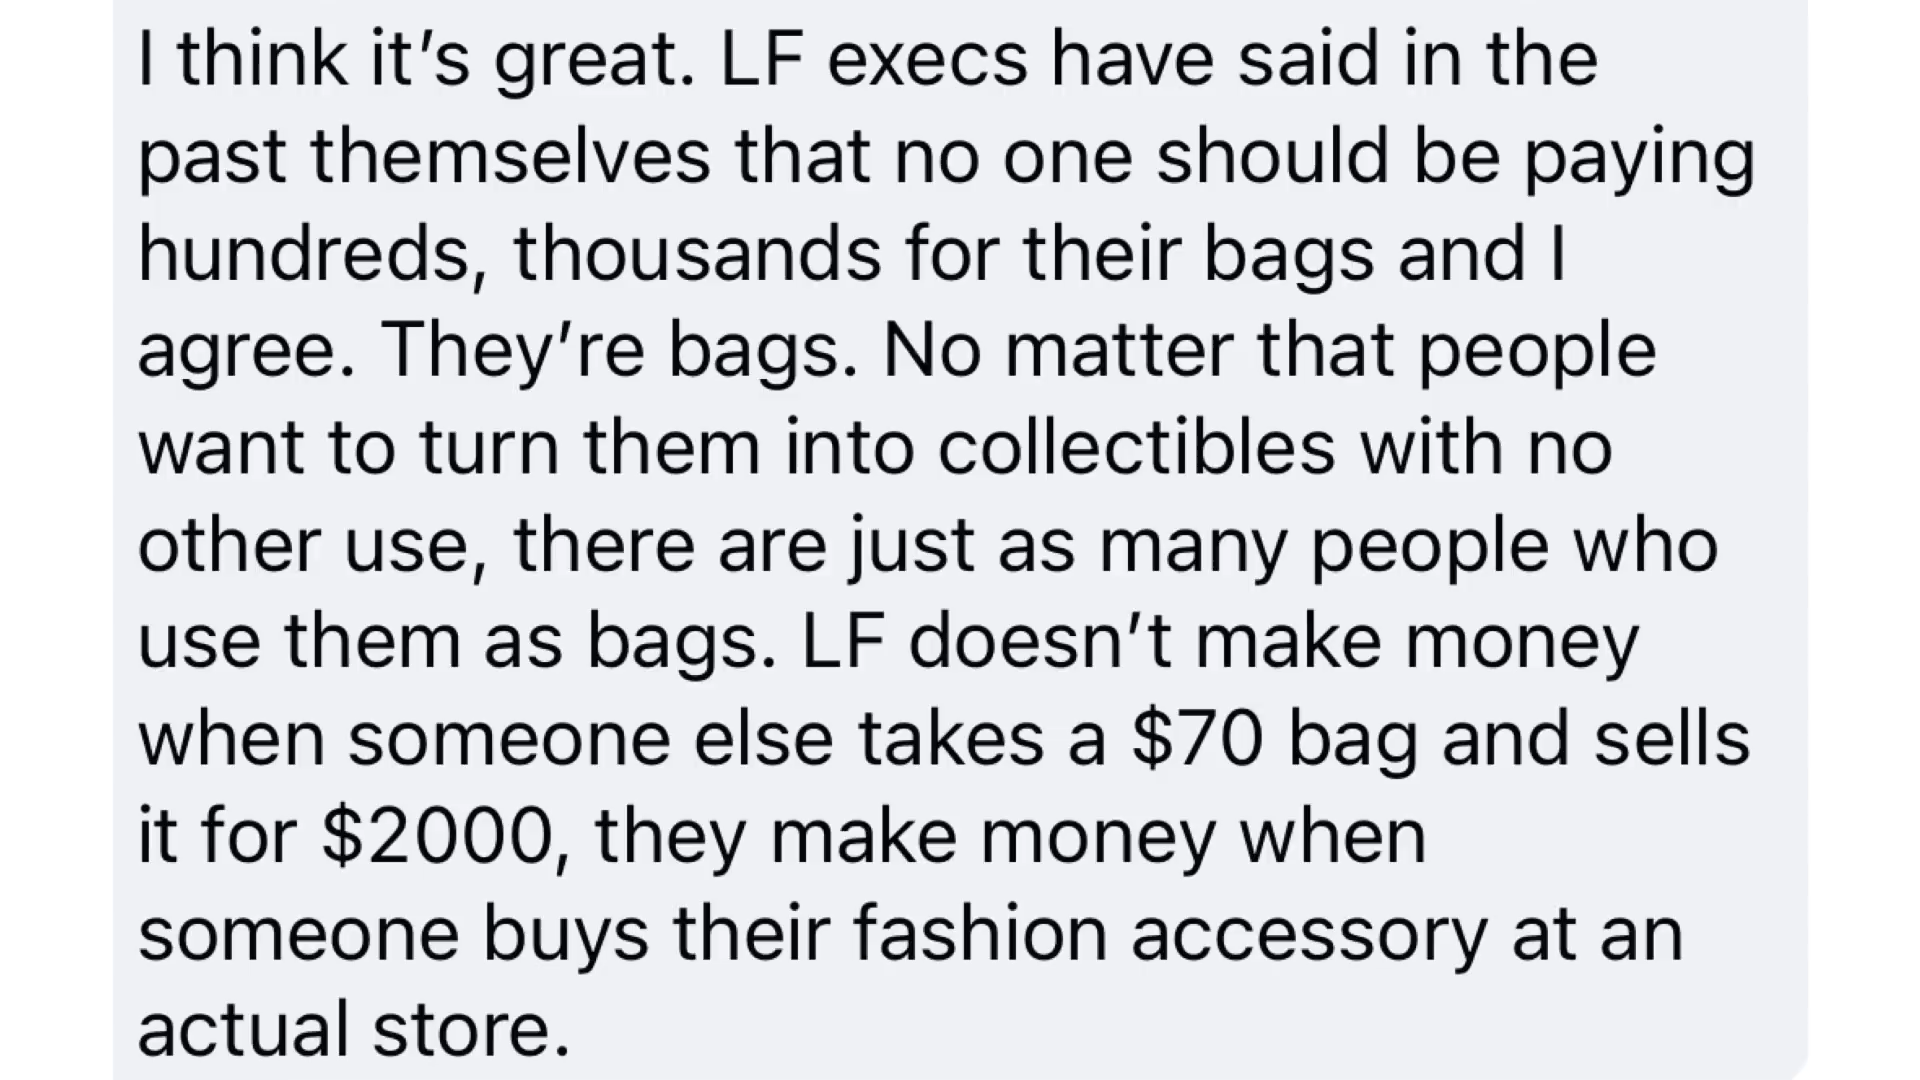 I think it’s great. LF execs have said in the
past themselves that no one should be paying
hundreds, thousands for their bags and I
agree. They’re bags. No matter that people
want to turn them into collectibles with no
other use, there are just as many people who
use them as bags. LF doesn’t make money
when someone else takes a $70 bag and sells
it for $2000, they make money when
someone buys their fashion accessory at an
actual store.